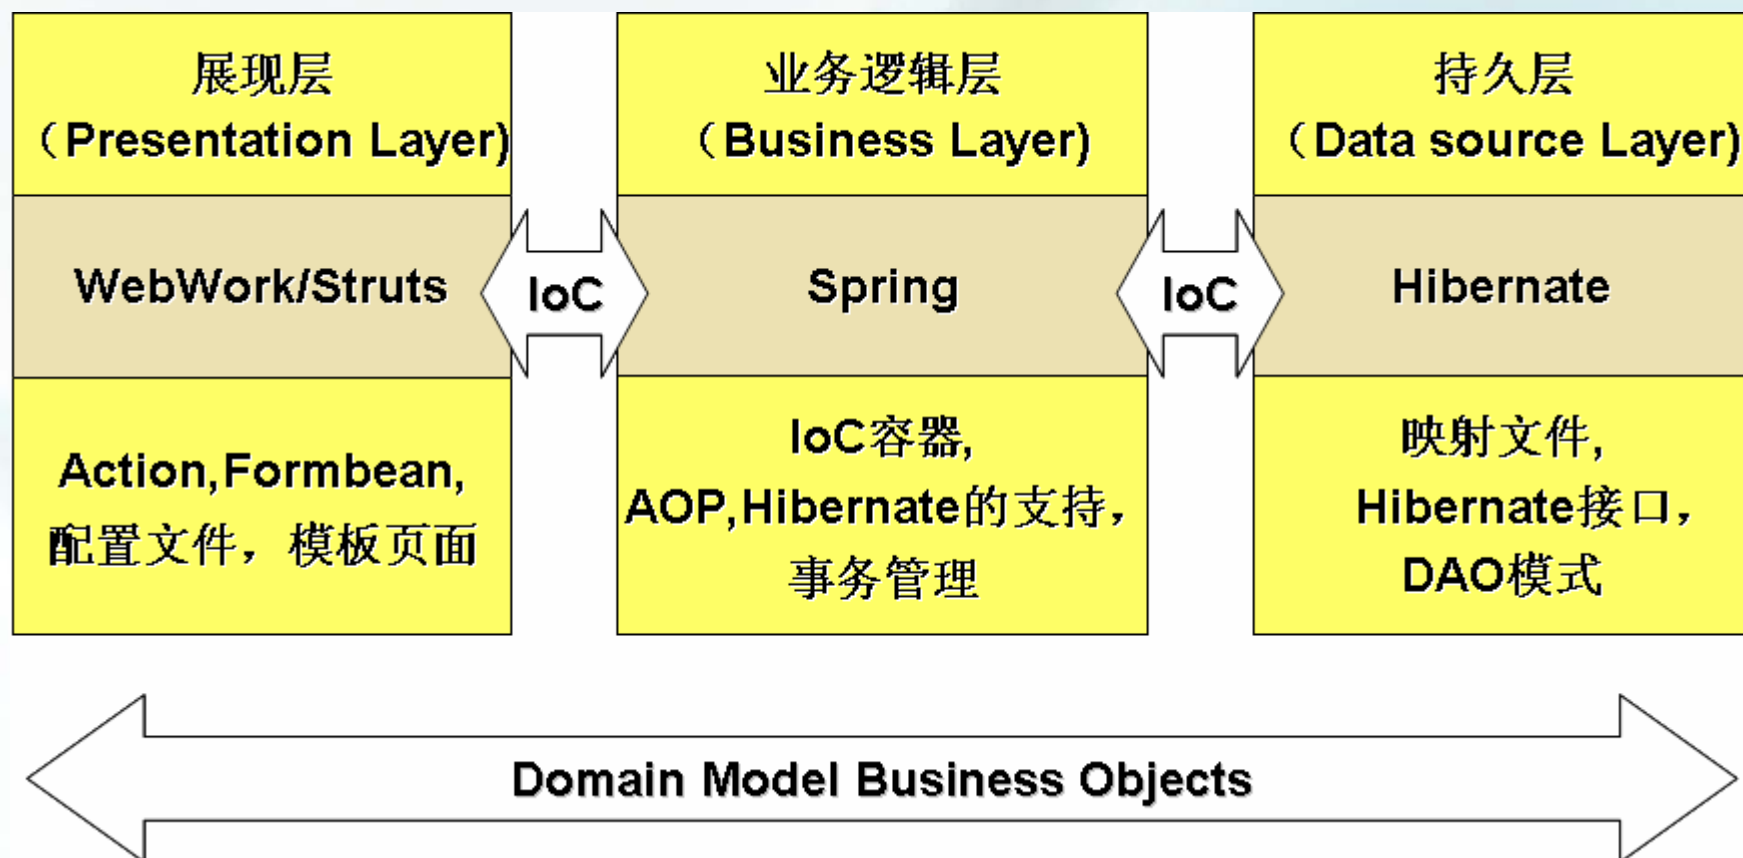 展现层
（Presentation Layer)
WebWork/Struts
Action,Formbean,
配置文件，模板页面
IoC
业务逻辑层
（Business Layer)
Spring
IoC容器,
AOP,Hibernate的支持，
事务管理
IoC
持久层
（Data source Layer)
Hibernate
映射文件,
Hibernate接口，
DAO模式
Domain Model Business Objects